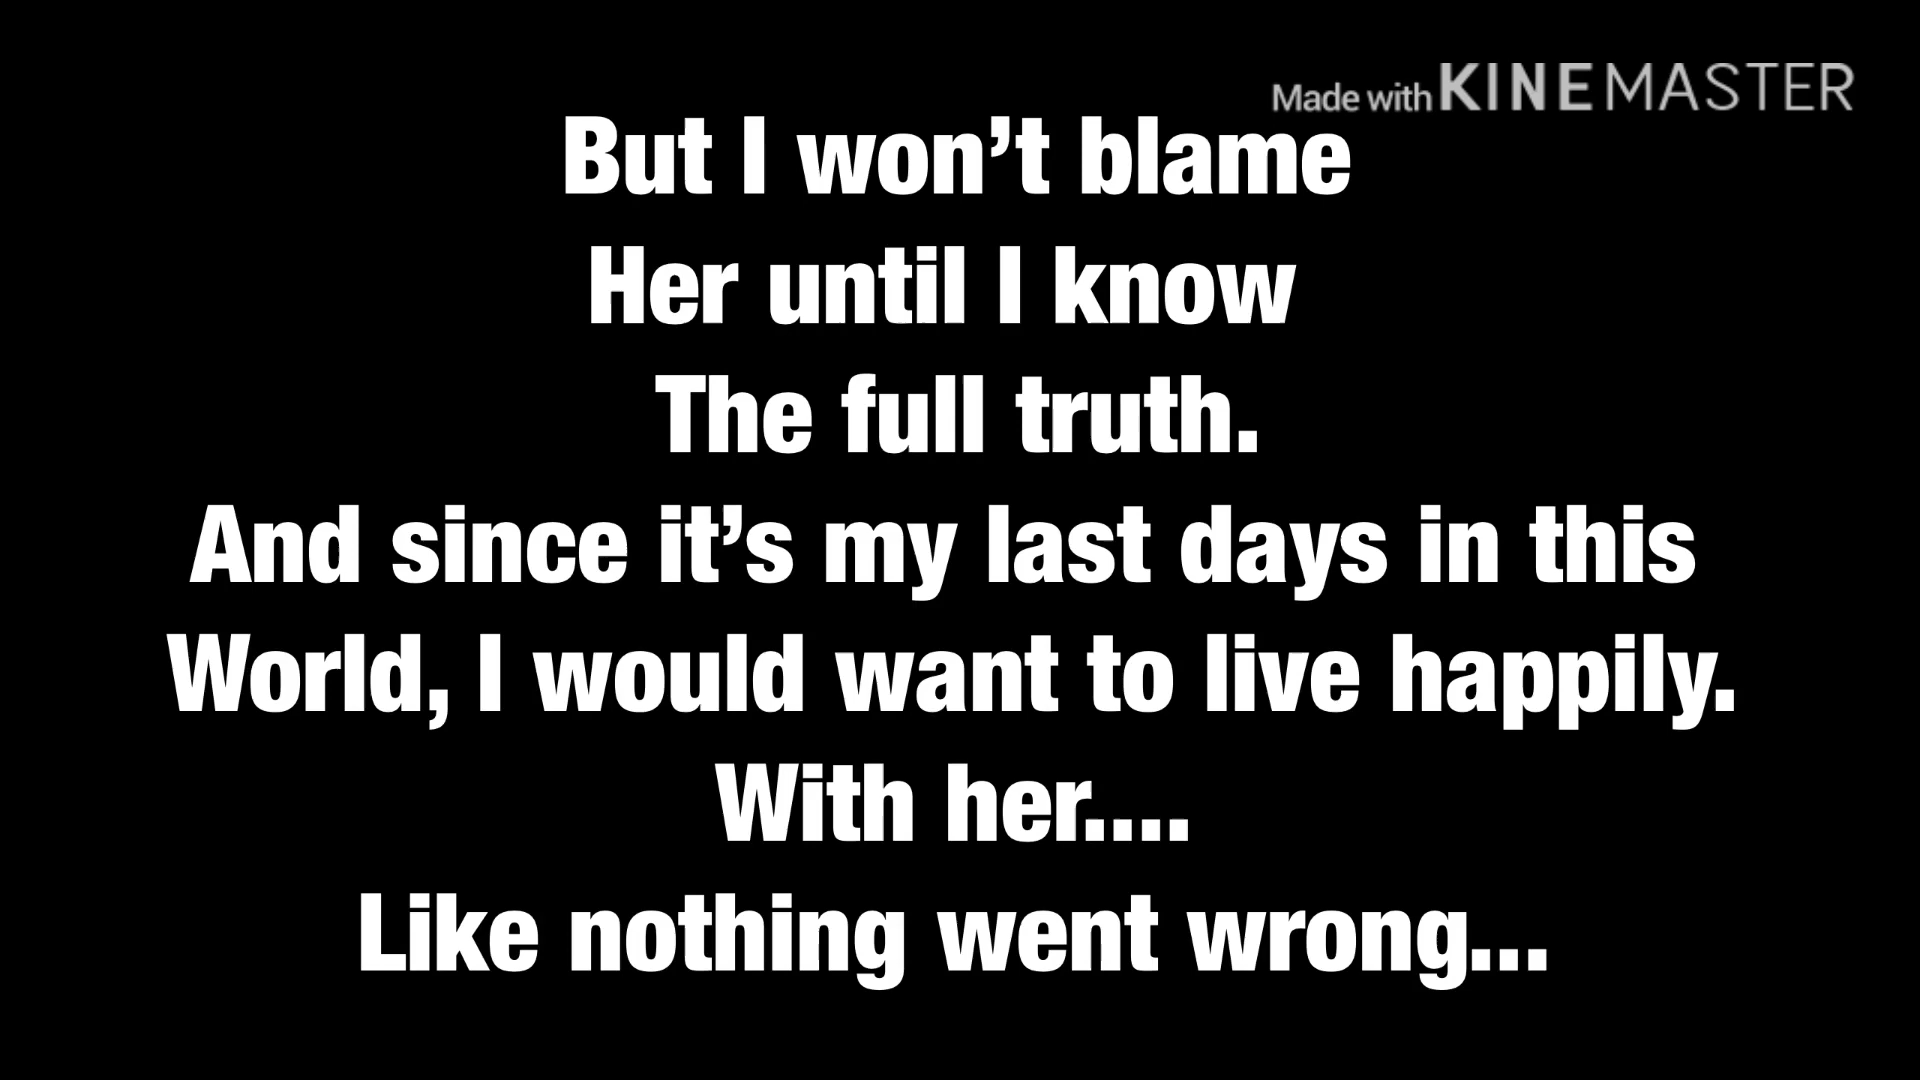 Made with KINEMASTER
But I won’t blame
Her until I know
The full truth.
And since it’s my last days in this
World, I would want to live happily.
With her....
Like nothing went wrong...